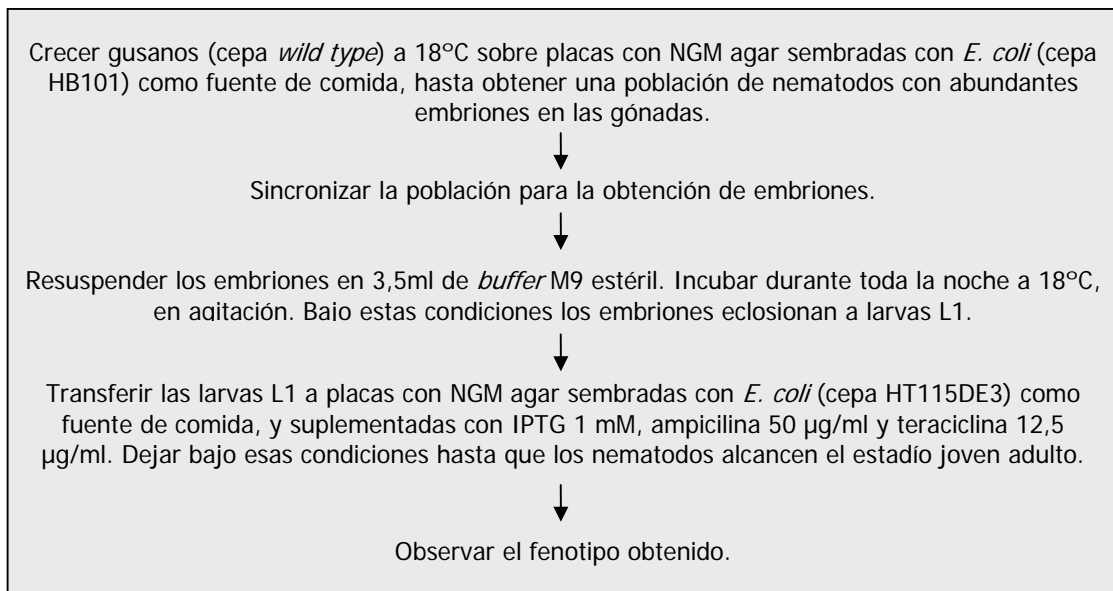 Crecer gusanos (cepa wild type) a 18ºC sobre placas con NGM agar sembradas con E. coli (cepa
HB101) como fuente de comida, hasta obtener una población de nematodos con abundantes
embriones en las gónadas.
Sincronizar la población para la obtención de embriones.
Resuspender los embriones en 3,5ml de buffer M9 estéril. Incubar durante toda la noche a 18ºC,
en agitación. Bajo estas condiciones los embriones eclosionan a larvas L1.
Transferir las larvas L1 a placas con NGM agar sembradas con E. coli (cepa HT115DE3) como
fuente de comida, y suplementadas con IPTG 1 mM, ampicilina 50 µg/ml y teraciclina 12,5
µg/ml. Dejar bajo esas condiciones hasta que los nematodos alcancen el estadío joven adulto.
Observar el fenotipo obtenido.